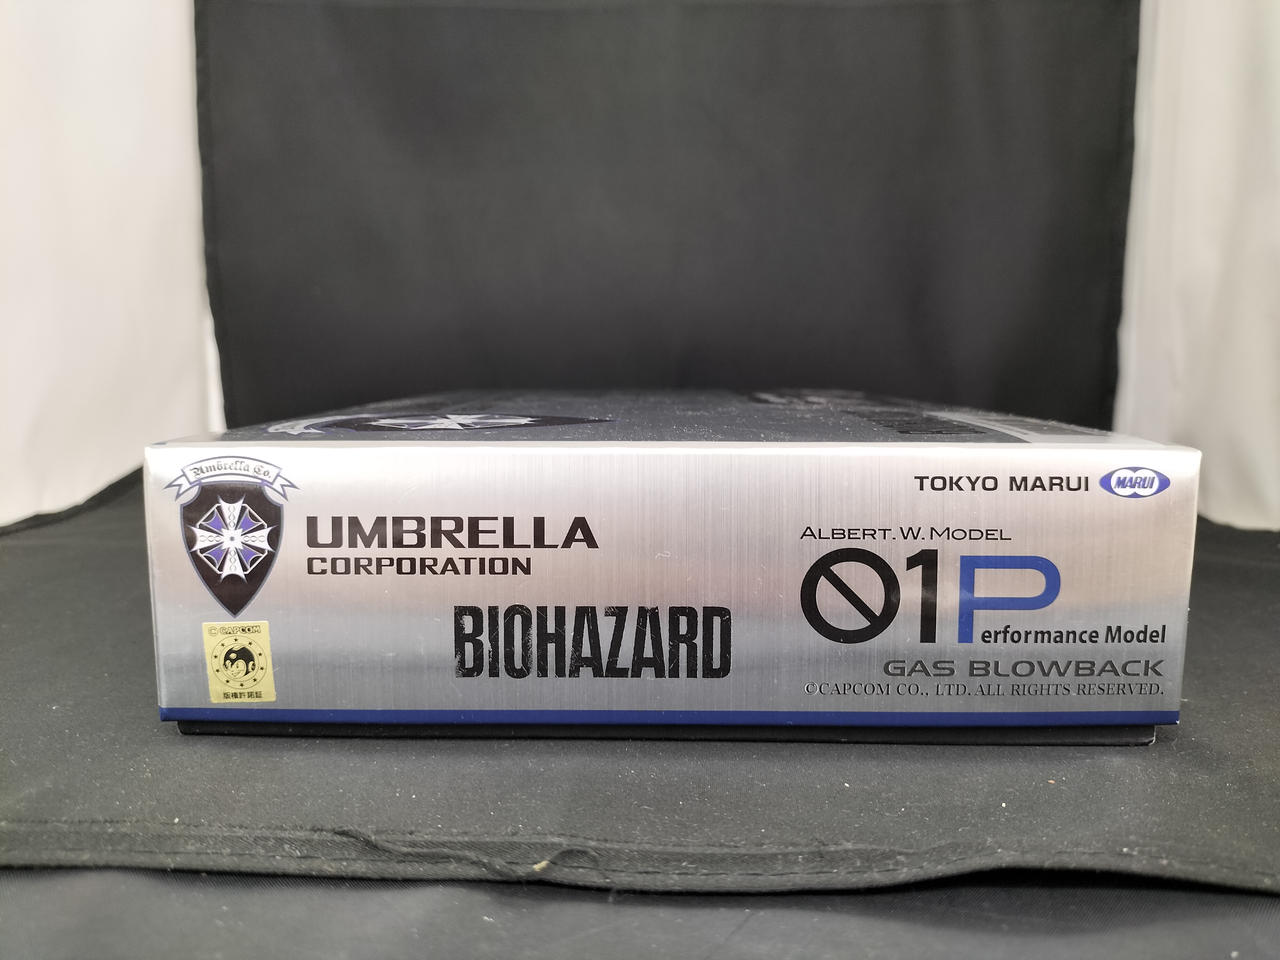 Umbrella Co.
UMBRELLA
CORPORATION
BIOHAZARD
© CAPCOM
版権許諾証
TOKYO MARUI MARUI
ALBERT.W.MODEL
01P
erformance Model
GAS BLOWBACK
©CAPCOM CO., LTD. ALL RIGHTS RESERVED.